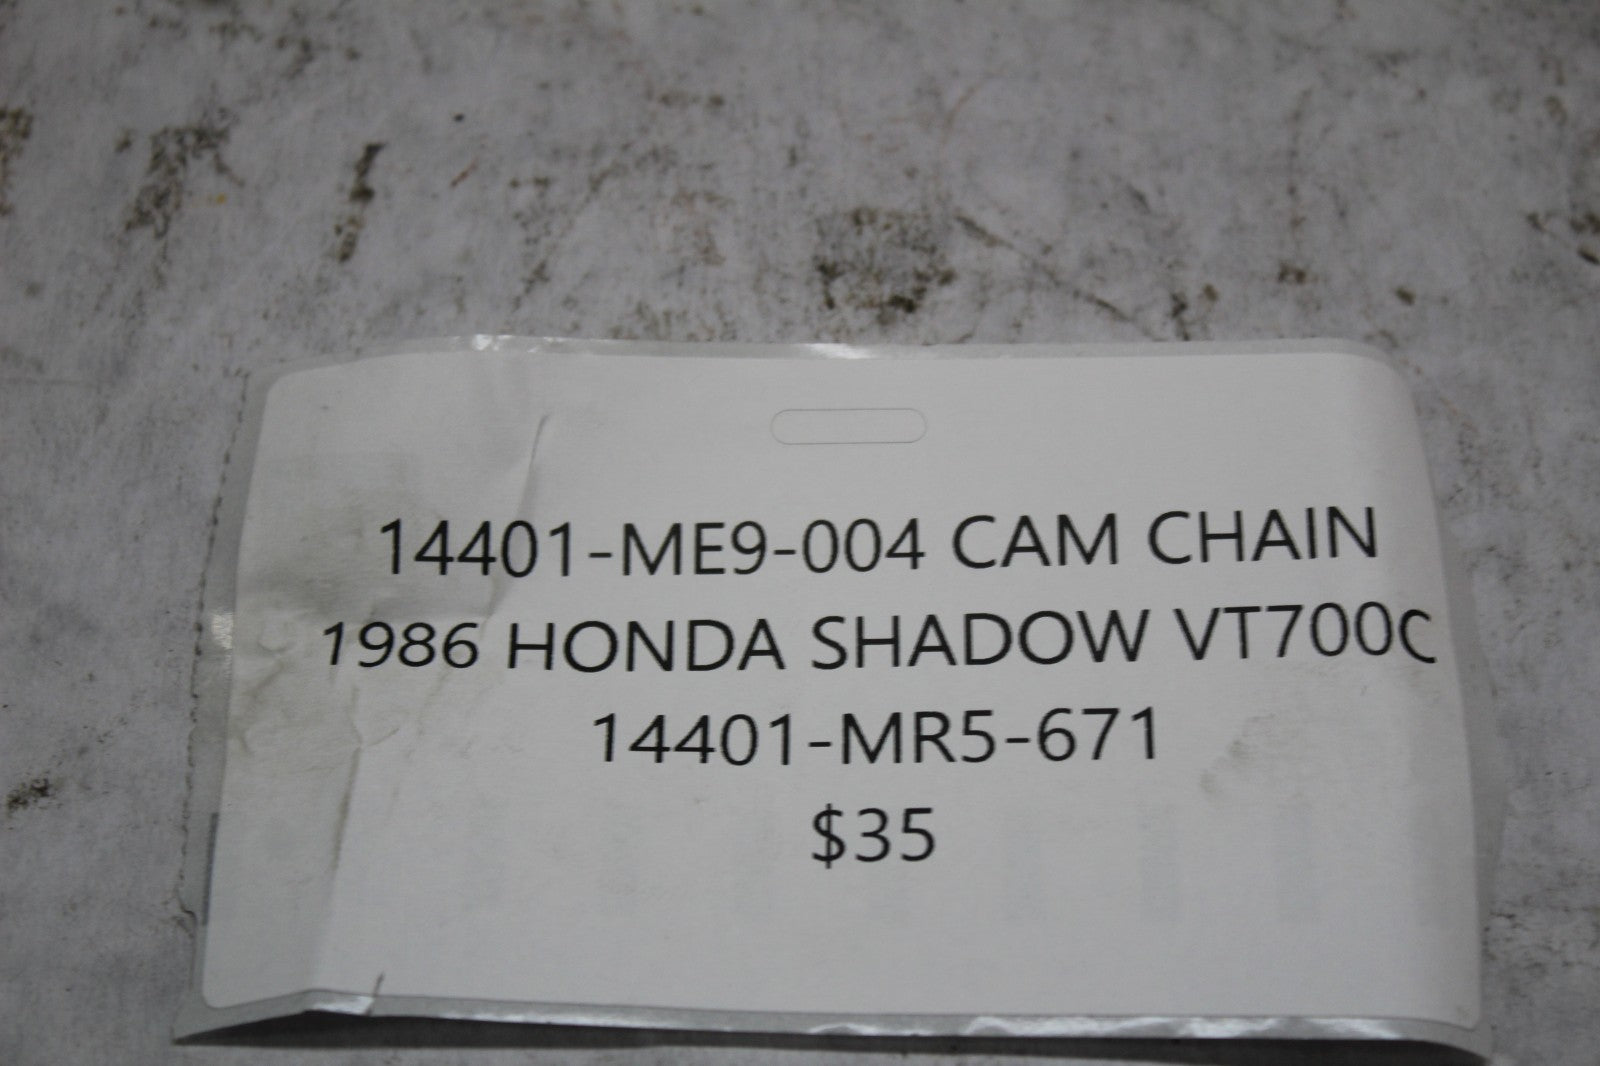 14401-ME9-004 CAM CHAIN
1986 HONDA SHADOW VT700C
14401-MR5-671
$35